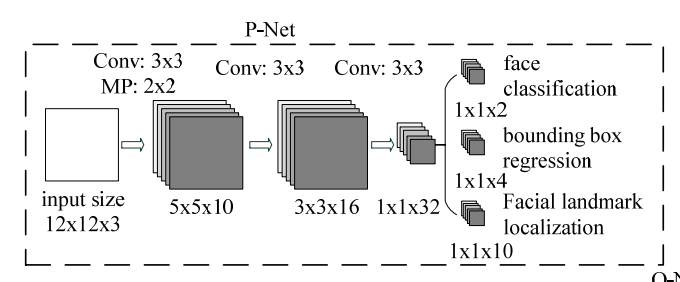 P-Net
Conv: 3x3
MP: 2x2
Conv: 3x3
Conv: 3x3
input size
12x12x3
5x5x10
3x3x16
1x1x32
face
classification
1x1x2
bounding box
regression
1x1x4
Facial landmark
localization
1x1x10